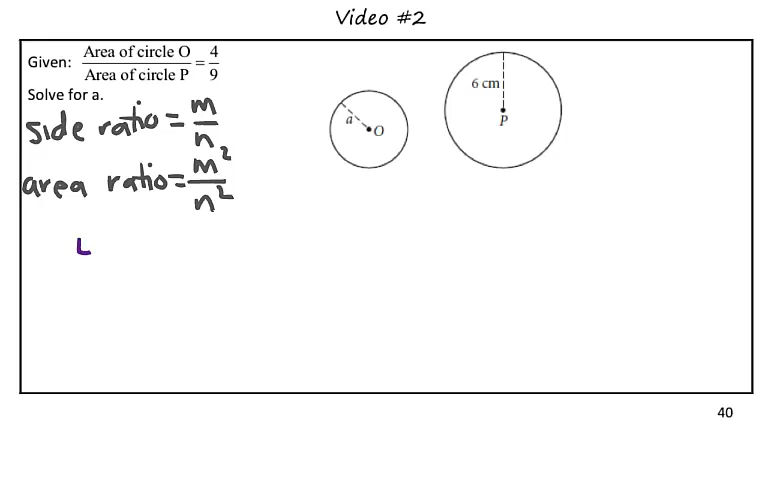 Video #2
Given: Area of circle O / Area of circle P = 4/9
Solve for a.
side ratio = m/n
area ratio = m²/n²
L
a
O
6 cm
P
40